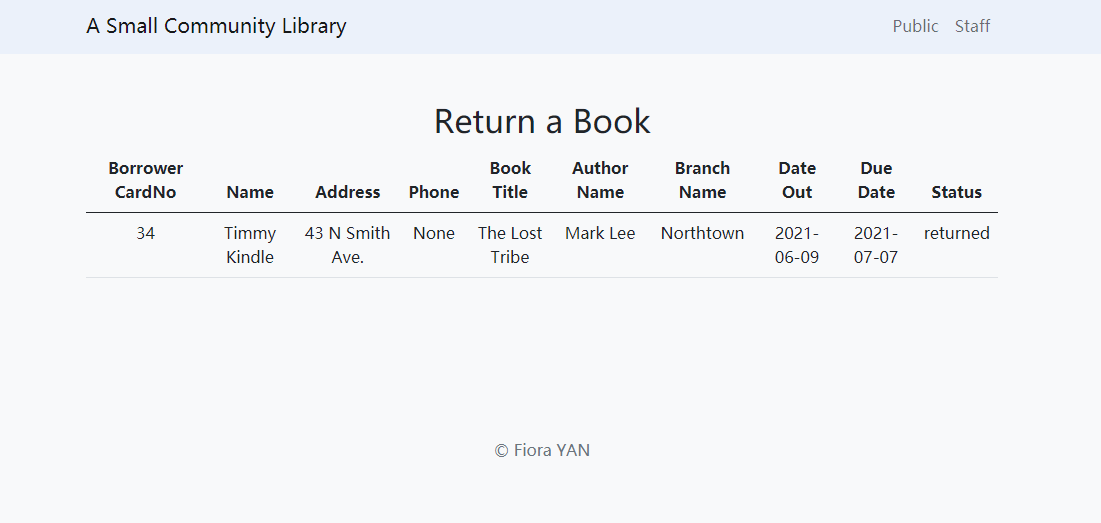 A Small Community Library
Public Staff
Return a Book
Borrower CardNo Name Address Phone Book Title Author Name Branch Name Date Out Due Date Status
34 Timmy Kindle 43 N Smith Ave. None The Lost Tribe Mark Lee Northtown 2021-06-09 2021-07-07 returned
© Fiora YAN